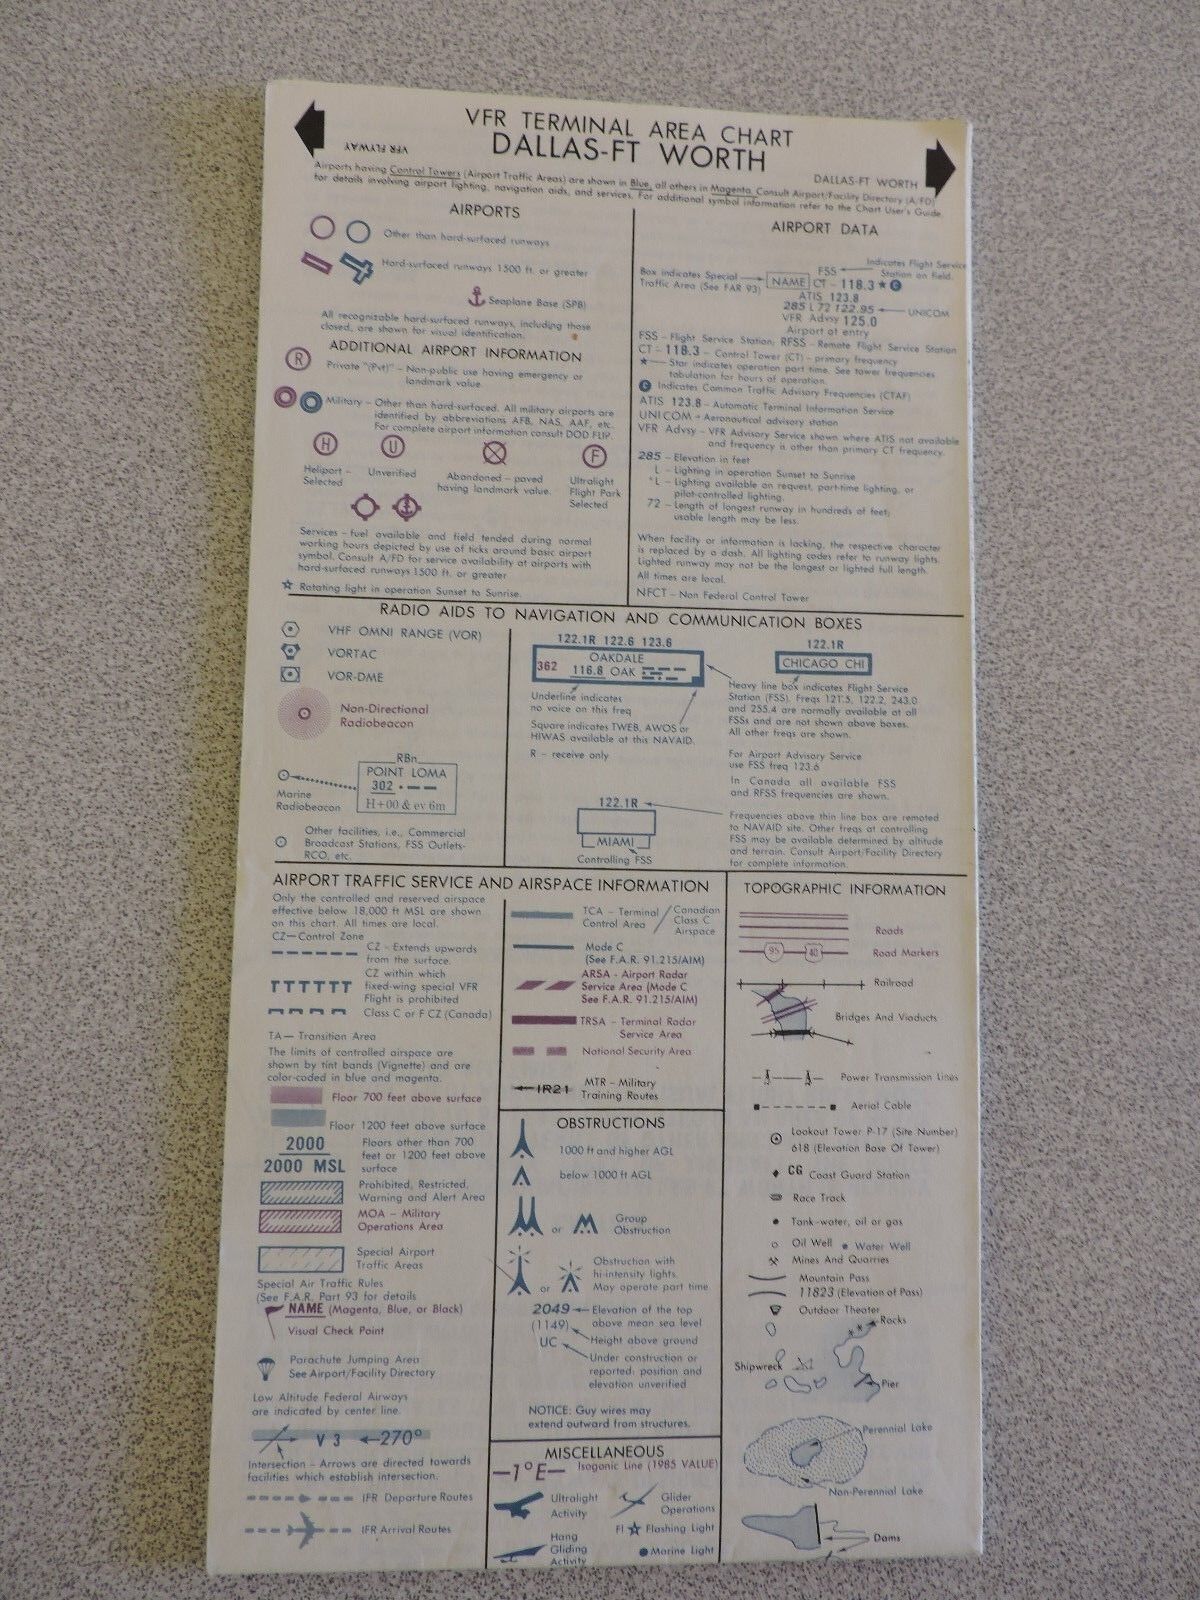 VFR TERMINAL AREA CHART
DALLAS-FT WORTH
VFR FLYWAY
DALLAS-FT WORTH
Airports having Control Towers (Airport Traffic Areas) are shown in Blue, all others in Magenta. Consult Airport/Facility Directory (A/FD)
for details involving airport lighting, navigation aids, and services. For additional symbol information refer to the Chart User's Guide
AIRPORTS
Other than hard-surfaced runways
Hard-surfaced runways 1500 ft. or greater
Seaplane Base (SPB)
All recognizable hard-surfaced runways, including those
closed, are shown for visual identification.
ADDITIONAL AIRPORT INFORMATION
R
Private "(Pvt)" – Non-public use having emergency or
landmark value.
Military – Other than hard-surfaced. All military airports are
identified by abbreviations AFB, NAS, AAF, etc.
For complete airport information consult DOD FLIP.
H
U
F
Heliport –
Selected
Unverified
Abandoned – paved
having landmark value.
Ultralight
Flight Park
Selected
Services – fuel available and field tended during normal
working hours depicted by use of ticks around basic airport
symbol. Consult A/FD for service availability at airports with
hard-surfaced runways 1500 ft. or greater
Rotating light in operation Sunset to Sunrise.
AIRPORT DATA
Box indicates Special
Traffic Area (See FAR 93)
Indicates Flight Service
Station on field.
FSS
NAME CT – 118.3 ★ C
ATIS 123.8
285 L 72 122.95
UNICOM
VFR Advsy 125.0
Airport of entry
FSS – Flight Service Station; RFSS – Remote Flight Service Station
CT – 118.3 – Control Tower (CT) – primary frequency
★ – Star indicates operation part time. See tower frequencies
tabulation for hours of operation.
C Indicates Common Traffic Advisory Frequencies (CTAF)
ATIS 123.8 – Automatic Terminal Information Service
UNICOM – Aeronautical advisory station
VFR Advsy – VFR Advisory Service shown where ATIS not available
and frequency is other than primary CT frequency.
285 – Elevation in feet
L – Lighting in operation Sunset to Sunrise
*L – Lighting available on request, part-time lighting, or
pilot-controlled lighting.
72 – Length of longest runway in hundreds of feet;
usable length may be less.
When facility or information is lacking, the respective character
is replaced by a dash. All lighting codes refer to runway lights.
Lighted runway may not be the longest or lighted full length.
All times are local.
NFCT – Non Federal Control Tower
RADIO AIDS TO NAVIGATION AND COMMUNICATION BOXES
VHF OMNI RANGE (VOR)
VORTAC
VOR-DME
Non-Directional
Radiobeacon
Marine
Radiobeacon
RBn
POINT LOMA
302
H+00 & ev 6m
Other facilities, i.e., Commercial
Broadcast Stations, FSS Outlets-
RCO, etc.
122.1R 122.6 123.6
OAKDALE
362
116.8 OAK
Underline indicates
no voice on this freq
Square indicates TWEB, AWOS or
HIWAS available at this NAVAID.
R – receive only
122.1R
CHICAGO CHI
Heavy line box indicates Flight Service
Station (FSS). Freqs 121.5, 122.2, 243.0
and 255.4 are normally available at all
FSSs and are not shown above boxes.
All other freqs are shown.
For Airport Advisory Service
use FSS freq 123.6
In Canada all available FSS
and RFSS frequencies are shown.
122.1R
MIAMI
Controlling FSS
Frequencies above thin line box are remoted
to NAVAID site. Other freqs at controlling
FSS may be available determined by altitude
and terrain. Consult Airport/Facility Directory
for complete information.
AIRPORT TRAFFIC SERVICE AND AIRSPACE INFORMATION
Only the controlled and reserved airspace
effective below 18,000 ft MSL are shown
on this chart. All times are local.
CZ—Control Zone
CZ – Extends upwards
from the surface.
CZ within which
fixed-wing special VFR
Flight is prohibited
Class C or F CZ (Canada)
TA— Transition Area
The limits of controlled airspace are
shown by tint bands (Vignette) and are
color-coded in blue and magenta.
Floor 700 feet above surface
Floor 1200 feet above surface
2000
2000 MSL
Floors other than 700
feet or 1200 feet above
surface
Prohibited, Restricted,
Warning and Alert Area
MOA – Military
Operations Area
Special Airport
Traffic Areas
Special Air Traffic Rules
(See F.A.R. Part 93 for details
NAME (Magenta, Blue, or Black)
Visual Check Point
Parachute Jumping Area
See Airport/Facility Directory
Low Altitude Federal Airways
are indicated by center line.
V 3 270°
Intersection – Arrows are directed towards
facilities which establish intersection.
IFR Departure Routes
IFR Arrival Routes
TCA – Terminal
Control Area
Canadian
Class C
Airspace
Mode C
(See F.A.R. 91.215/AIM)
ARSA – Airport Radar
Service Area (Mode C
See F.A.R. 91.215/AIM)
TRSA – Terminal Radar
Service Area
National Security Area
IR21
MTR – Military
Training Routes
OBSTRUCTIONS
1000 ft and higher AGL
below 1000 ft AGL
or
Group
Obstruction
or
Obstruction with
hi-intensity lights.
May operate part time
2049
Elevation of the top
above mean sea level
(1149)
Height above ground
UC
Under construction or
reported: position and
elevation unverified
NOTICE: Guy wires may
extend outward from structures.
MISCELLANEOUS
1°E
Isogonic Line (1985 VALUE)
Ultralight
Activity
Glider
Operations
Hang
Gliding
Activity
Fl ☆ Flashing Light
Marine Light
TOPOGRAPHIC INFORMATION
Roads
95
40
Road Markers
Railroad
Bridges And Viaducts
Power Transmission Lines
Aerial Cable
Lookout Tower P-17 (Site Number)
618 (Elevation Base Of Tower)
CG Coast Guard Station
Race Track
Tank-water, oil or gas
Oil Well
Water Well
Mines And Quarries
Mountain Pass
11823 (Elevation of Pass)
Outdoor Theater
Rocks
Shipwreck
Pier
Perennial Lake
Non-Perennial Lake
Dams